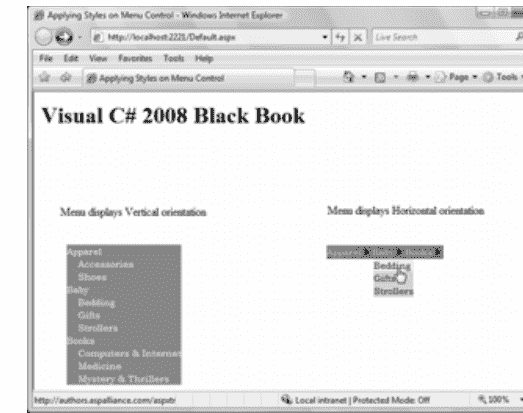 Applying Styles on Menu Control - Windows Internet Explorer
http://localhost:2221/Default.aspx
Live Search
File Edit View Favorites Tools Help
Applying Styles on Menu Control
Page Tools
Visual C# 2008 Black Book
Menu displays Vertical orientation
Menu displays Horizontal orientation
Apparel
Accessories
Shoes
Baby
Bedding
Gifts
Strollers
Books
Computers & Internet
Medicine
Mystery & Thrillers
Bedding
Gifts
Strollers
http://authors.aspalliance.com/aspxtr
Local intranet | Protected Mode: Off
100%